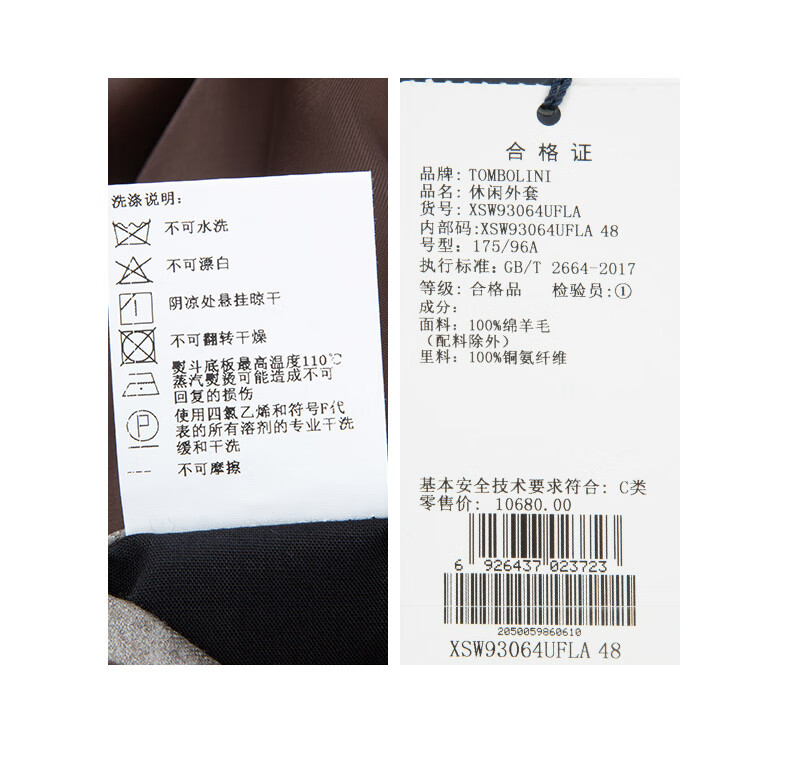 洗涤说明:
不可水洗
不可漂白
阴凉处悬挂晾干
不可翻转干燥
熨斗底板最高温度110℃
蒸汽熨烫可能造成不可
回复的损伤
P
使用四氯乙烯和符号F代
表的所有溶剂的专业干洗
缓和干洗
不可摩擦
合格证
品牌: TOMBOLINI
品名: 休闲外套
货号: XSW93064UFLA
内部码:XSW93064UFLA 48
号型: 175/96A
执行标准: GB/T 2664-2017
等级: 合格品 检验员:①
成分:
面料: 100%绵羊毛
（配料除外）
里料: 100%铜氨纤维
基本安全技术要求符合: C类
零售价: 10680.00
6 926437 023723
2050059860610
XSW93064UFLA 48